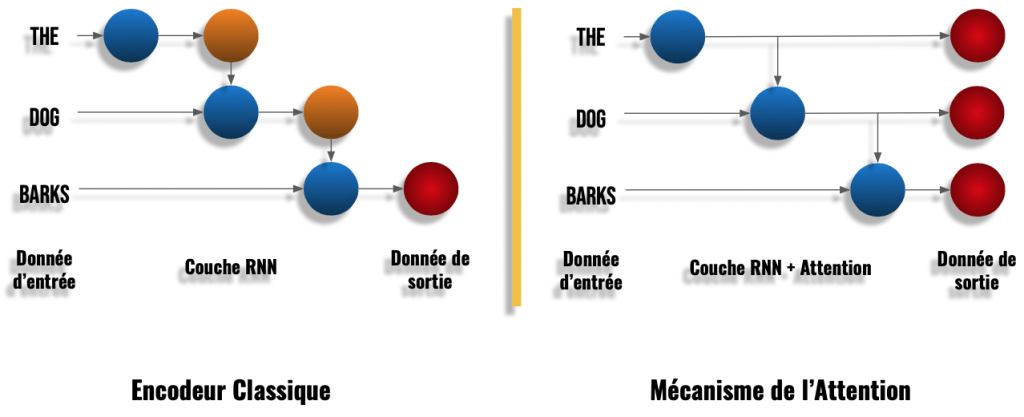 THE
DOG
BARKS
Donnée
d'entrée
Couche RNN
Donnée de
sortie
Encodeur Classique
THE
DOG
BARKS
Donnée
d'entrée
Couche RNN + Attention
Donnée de
sortie
Mécanisme de l'Attention